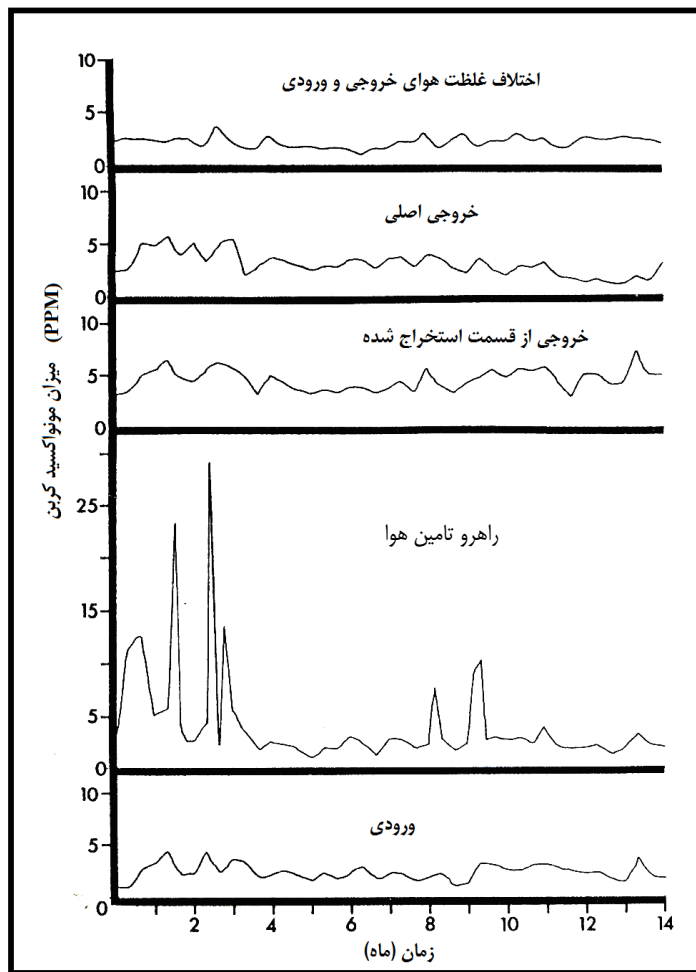 اختلاف غلظت هوای خروجی و ورودی
10
5
0
خروجی اصلی
10
5
0
خروجی از قسمت استخراج شده
10
5
0
راهرو تامین هوا
25
15
5
0
ورودی
10
5
0
2 4 6 8 10 12 14
زمان (ماه)
میزان مونواکسید کربن (PPM)